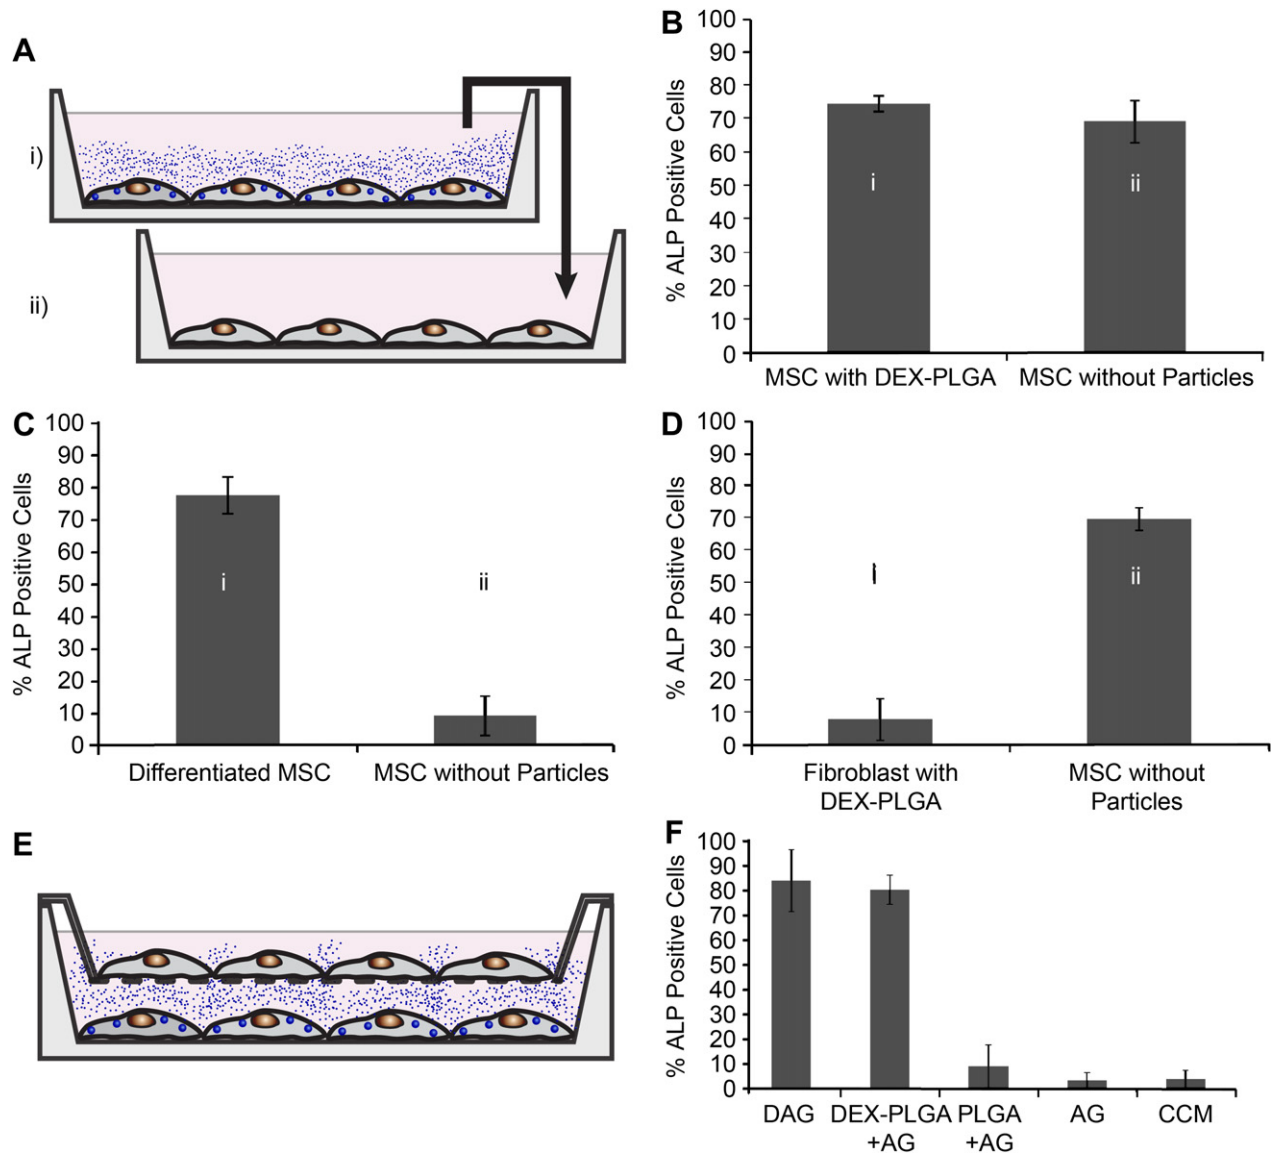 A
i)
ii)
B
% ALP Positive Cells
100
90
80
70
60
50
40
30
20
10
0
i
ii
MSC with DEX-PLGA
MSC without Particles
C
% ALP Positive Cells
100
90
80
70
60
50
40
30
20
10
0
i
ii
Differentiated MSC
MSC without Particles
D
% ALP Positive Cells
100
90
80
70
60
50
40
30
20
10
0
i
ii
Fibroblast with
DEX-PLGA
MSC without
Particles
E
F
% ALP Positive Cells
100
90
80
70
60
50
40
30
20
10
0
DAG
DEX-PLGA
+AG
PLGA
+AG
AG
CCM